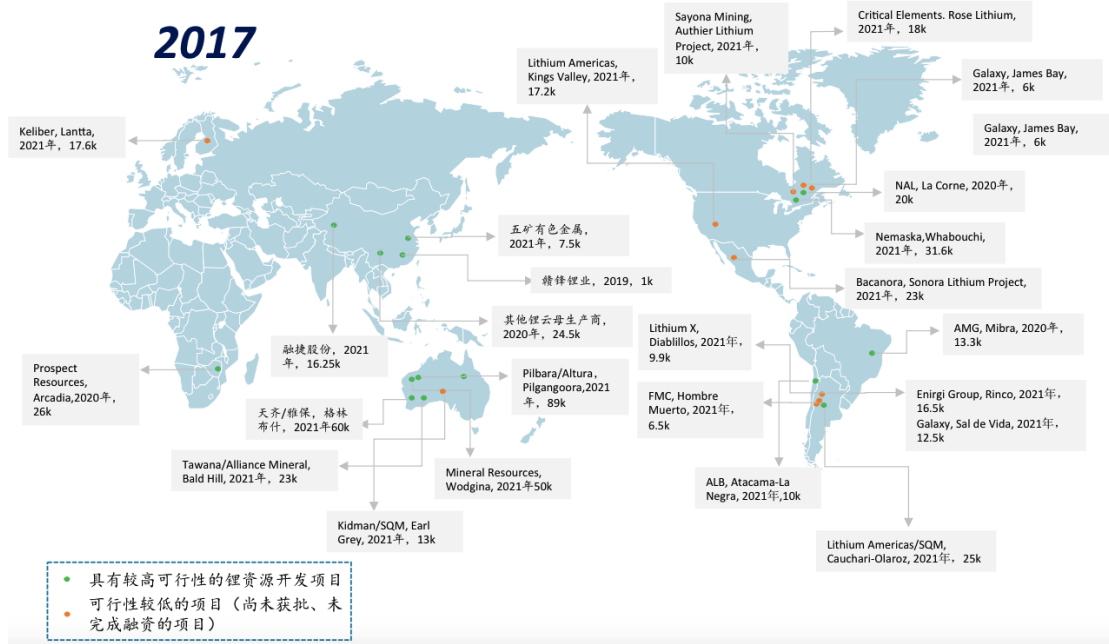 2017
Sayona Mining,
Authier Lithium
Project, 2021年,
10k
Critical Elements. Rose Lithium,
2021年，18k
Lithium Americas,
Kings Valley, 2021年,
17.2k
Galaxy, James Bay,
2021年，6k
Keliber, Lantta,
2021年，17.6k
Galaxy, James Bay,
2021年，6k
NAL, La Corne, 2020年,
20k
五矿有色金属，
2021年，7.5k
Nemaska,Whabouchi,
2021年，31.6k
赣锋锂业，2019，1k
Bacanora, Sonora Lithium Project,
2021年，23k
其他锂云母生产商，
2020年，24.5k
Lithium X,
Diablillos, 2021年，
9.9k
AMG, Mibra, 2020年，
13.3k
融捷股份，2021
年，16.25k
Prospect
Resources,
Arcadia,2020年，
26k
Pilbara/Altura，
Pilgangoora,2021
年，89k
FMC, Hombre
Muerto, 2021年，
6.5k
Enirgi Group, Rinco, 2021年，
16.5k
Galaxy, Sal de Vida, 2021年，
12.5k
天齐/雅保，格林
布什，2021年60k
Tawana/Alliance Mineral,
Bald Hill, 2021年，23k
Mineral Resources,
Wodgina, 2021年50k
ALB, Atacama-La
Negra, 2021年,10k
Kidman/SQM, Earl
Grey, 2021年，13k
Lithium Americas/SQM,
Cauchari-Olaroz, 2021年，25k
具有较高可行性的锂资源开发项目
可行性较低的项目（尚未获批、未
完成融资的项目）